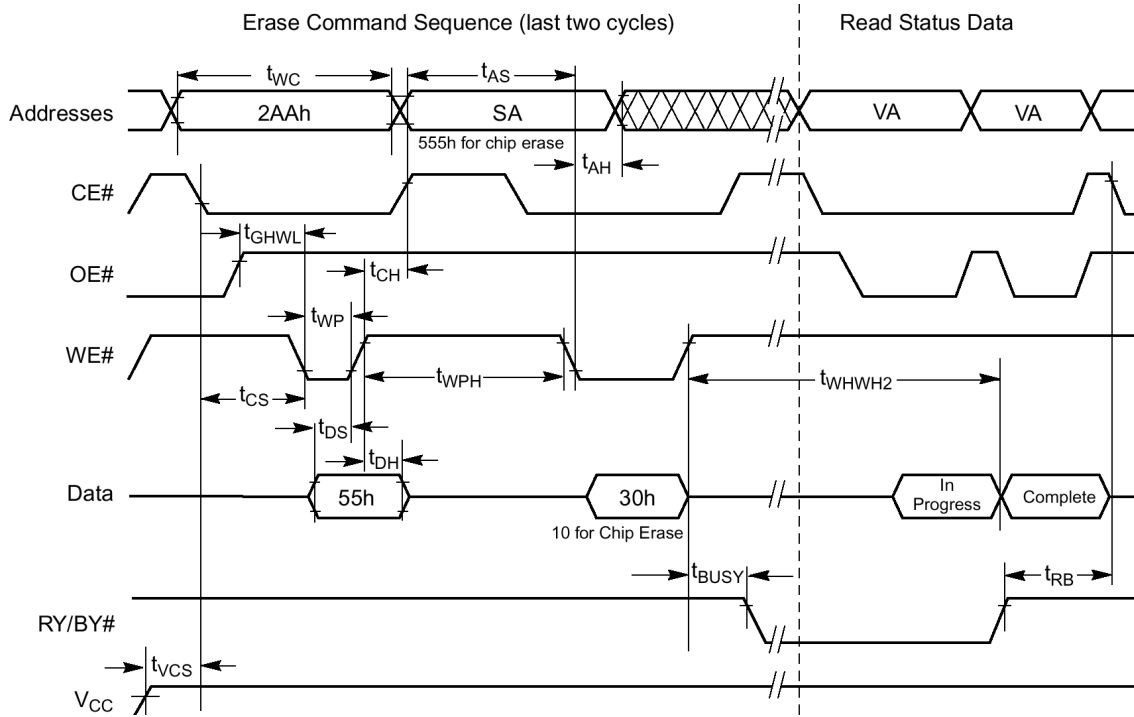 Erase Command Sequence (last two cycles)
Read Status Data
tWC
tAS
Addresses
2AAh
SA
VA
VA
555h for chip erase
tAH
CE#
tGHWL
OE#
tCH
tWP
WE#
tWPH
tWHWH2
tCS
tDS
tDH
Data
55h
30h
In
Progress
Complete
10 for Chip Erase
tBUSY
tRB
RY/BY#
tVCS
VCC